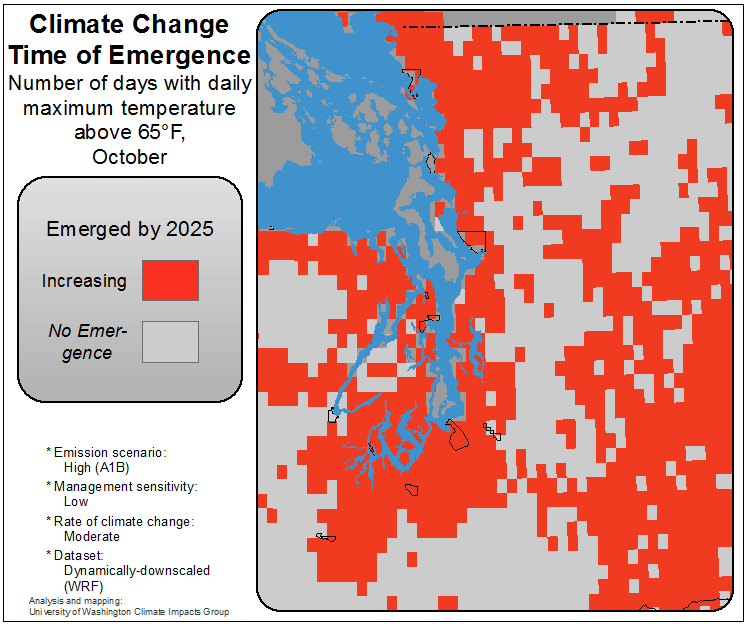 Climate Change
Time of Emergence
Number of days with daily
maximum temperature
above 65°F,
October
Emerged by 2025
Increasing
No Emer-
gence
* Emission scenario:
High (A1B)
* Management sensitivity:
Low
* Rate of climate change:
Moderate
* Dataset:
Dynamically-downscaled
(WRF)
Analysis and mapping:
University of Washington Climate Impacts Group